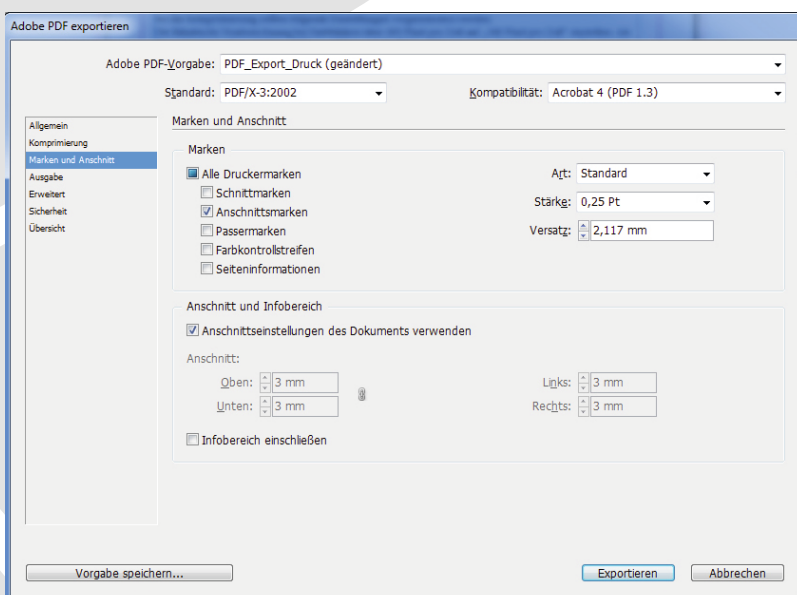 Adobe PDF exportieren
Adobe PDF-Vorgabe: PDF_Export_Druck (geändert)
Standard: PDF/X-3:2002 Kompatibilität: Acrobat 4 (PDF 1.3)
Allgemein
Komprimierung
Marken und Anschnitt
Ausgabe
Erweitert
Sicherheit
Übersicht
Marken und Anschnitt
Marken
Alle Druckermarken
Schnittmarken
Anschnittsmarken
Passermarken
Farbkontrollstreifen
Seiteninformationen
Art: Standard
Stärke: 0,25 Pt
Versatz: 2,117 mm
Anschnitt und Infobereich
Anschnittseinstellungen des Dokuments verwenden
Anschnitt:
Oben: 3 mm Links: 3 mm
Unten: 3 mm Rechts: 3 mm
Infobereich einschließen
Vorgabe speichern... Exportieren Abbrechen